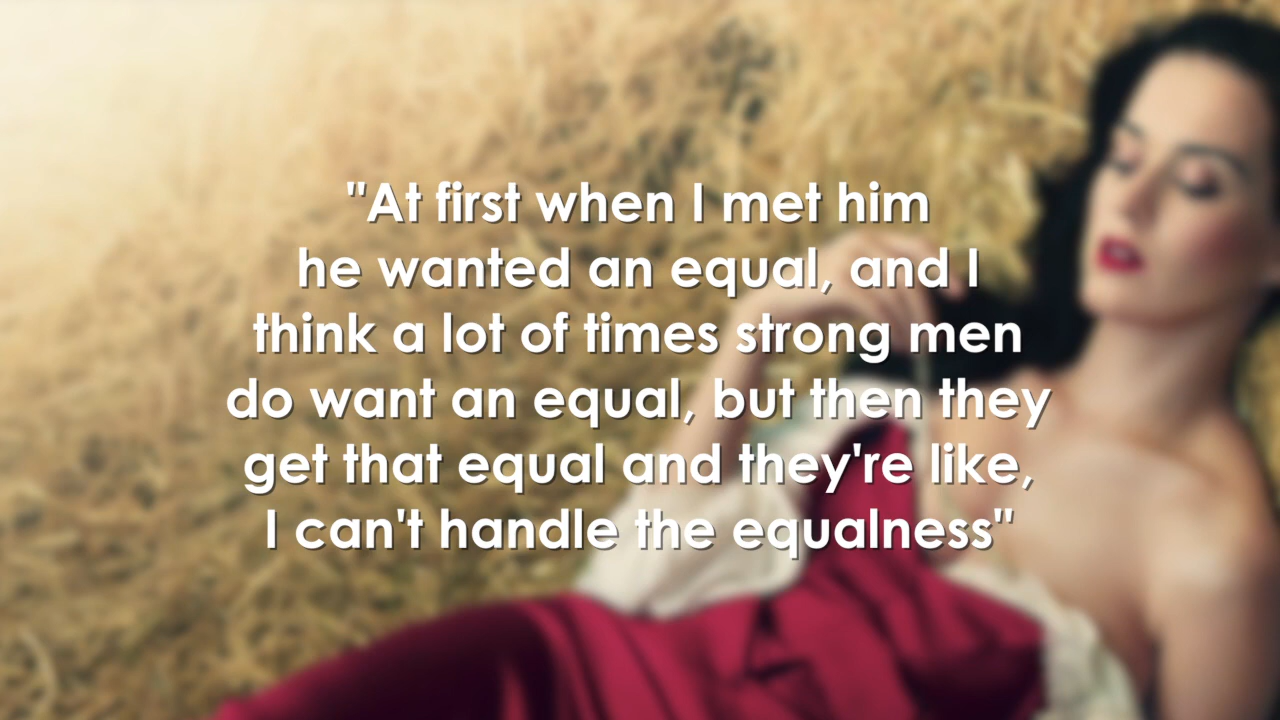 "At first when I met him
he wanted an equal, and I
think a lot of times strong men
do want an equal, but then they
get that equal and they're like,
I can't handle the equalness"